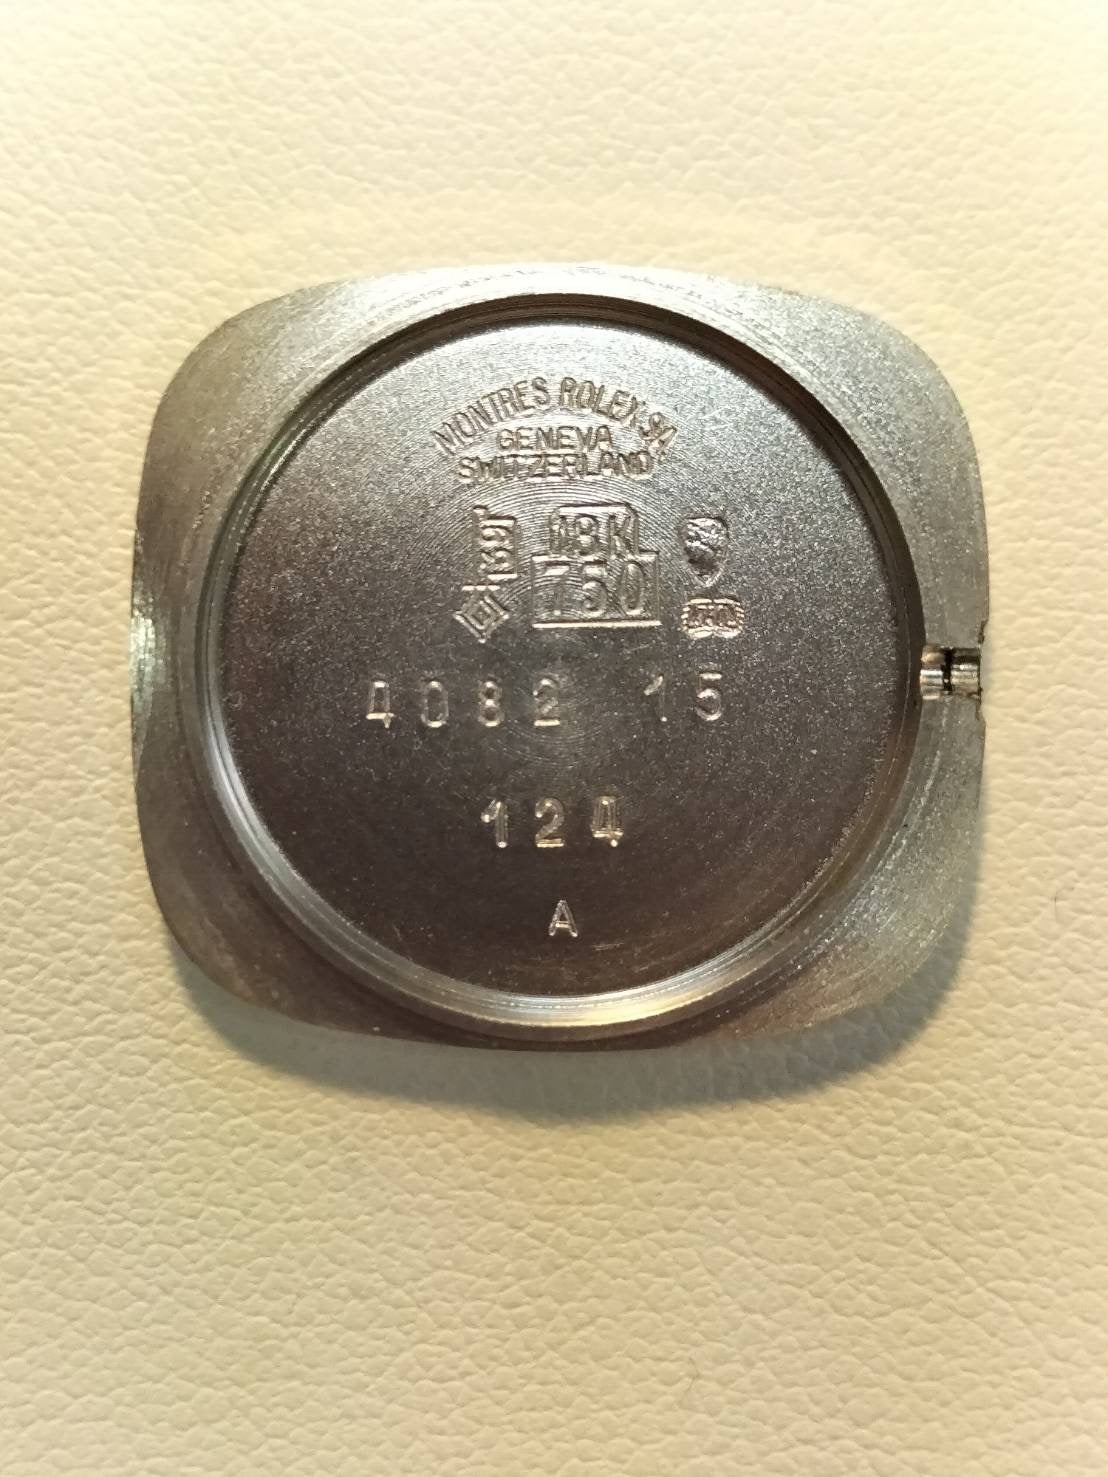 MONTRES ROLEX·SA
GENEVA
SWITZERLAND
18K
750
4082 15
124
A